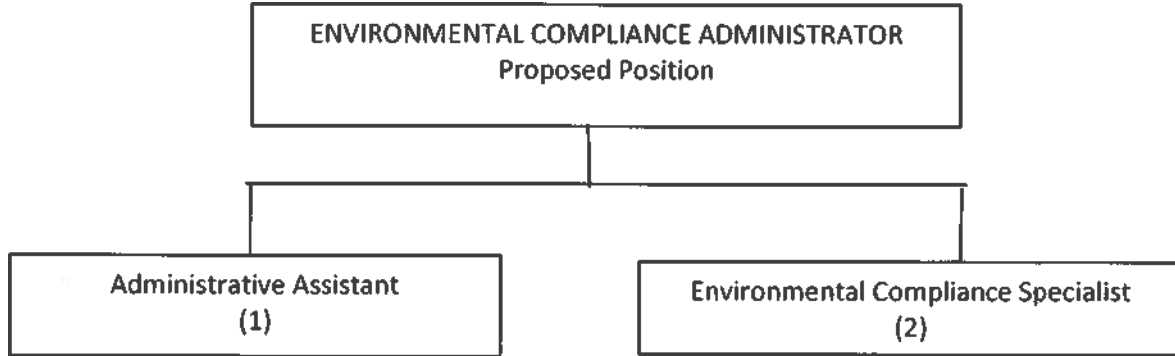 ENVIRONMENTAL COMPLIANCE ADMINISTRATOR
Proposed Position
Administrative Assistant
(1)
Environmental Compliance Specialist
(2)